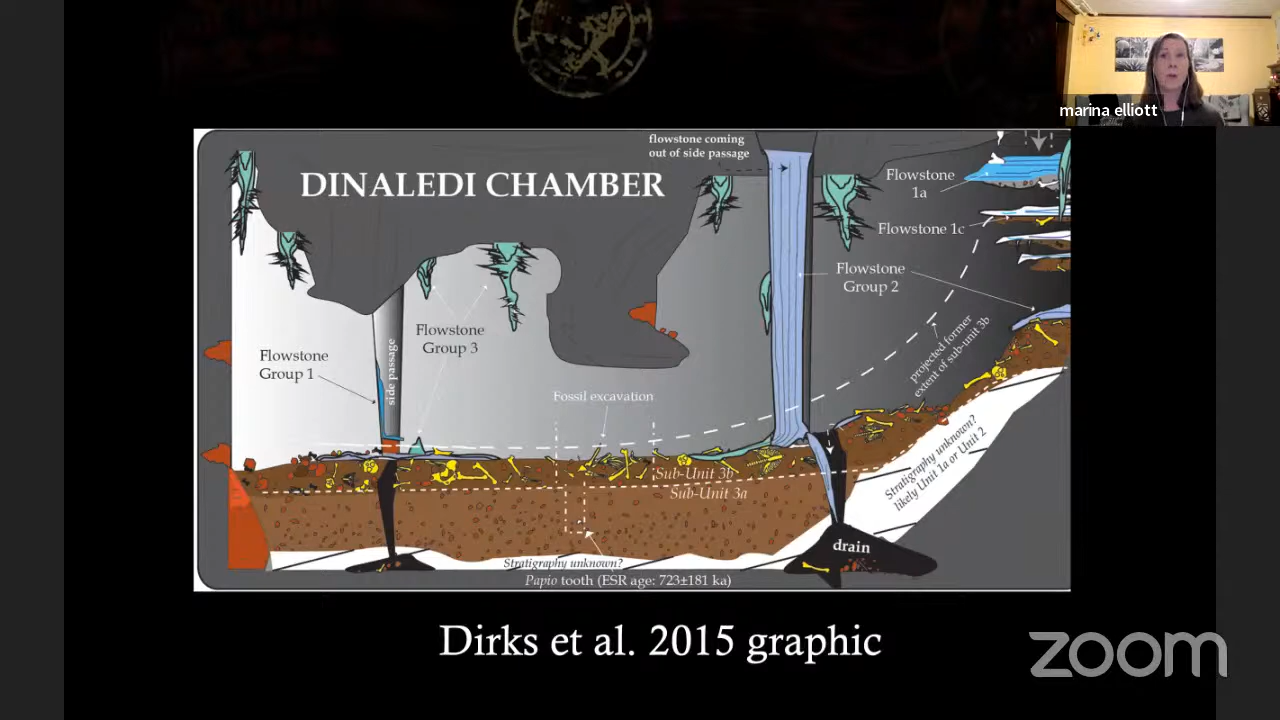 marina elliott
flowstone coming
out of side passage
DINALEDI CHAMBER
Flowstone
1a
Flowstone 1c
Flowstone
Group 2
projected former
extent of sub-unit 3b
Flowstone
Group 3
Flowstone
Group 1
side passage
Fossil excavation
Sub-Unit 3b
Sub-Unit 3a
Stratigraphy unknown?
likely Unit 1a or Unit 2
drain
Stratigraphy unknown?
Papio tooth (ESR age: 723±181 ka)
Dirks et al. 2015 graphic
zoom